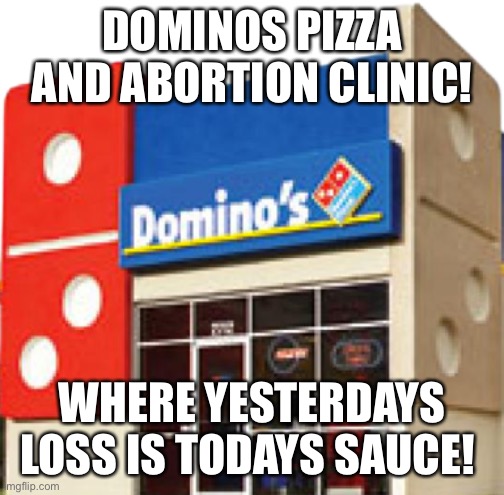 DOMINOS PIZZA
AND ABORTION CLINIC!
Domino's
WHERE YESTERDAYS
LOSS IS TODAYS SAUCE!
imgflip.com